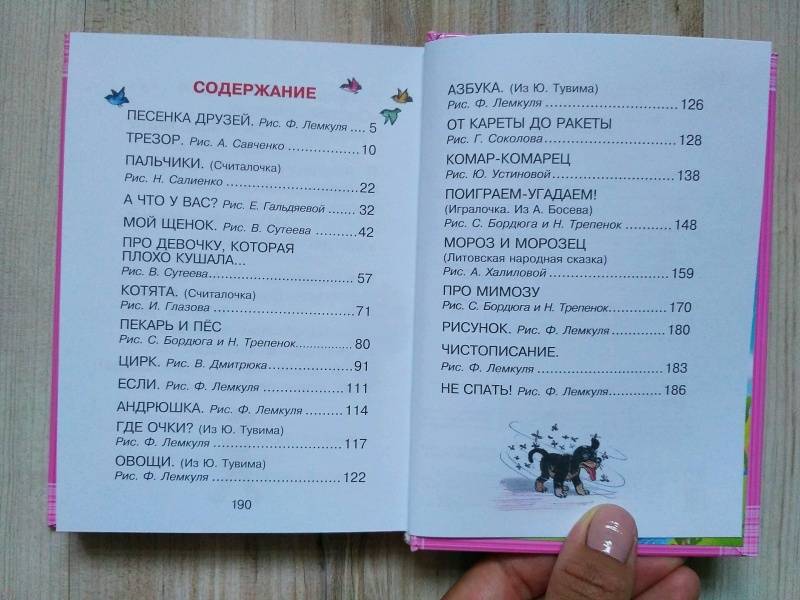 СОДЕРЖАНИЕ
ПЕСЕНКА ДРУЗЕЙ. Рис. Ф. Лемкуля ....5
ТРЕЗОР. Рис. А. Савченко ................10
ПАЛЬЧИКИ. (Считалочка)
Рис. Н. Салиенко ....................22
А ЧТО У ВАС? Рис. Е. Гальдяевой .......32
МОЙ ЩЕНОК. Рис. В. Сутеева ..........42
ПРО ДЕВОЧКУ, КОТОРАЯ
ПЛОХО КУШАЛА...
Рис. В. Сутеева ........................57
КОТЯТА. (Считалочка)
Рис. И. Глазова ........................71
ПЕКАРЬ И ПЁС
Рис. С. Бордюга и Н. Трепенок.........80
ЦИРК. Рис. В. Дмитрюка ................91
ЕСЛИ. Рис. Ф. Лемкуля ................111
АНДРЮШКА. Рис. Ф. Лемкуля .........114
ГДЕ ОЧКИ? (Из Ю. Тувима)
Рис. Ф. Лемкуля ......................117
ОВОЩИ. (Из Ю. Тувима)
Рис. Ф. Лемкуля ......................122
190
АЗБУКА. (Из Ю. Тувима)
Рис. Ф. Лемкуля ......................126
ОТ КАРЕТЫ ДО РАКЕТЫ
Рис. Г. Соколова ......................128
КОМАР-КОМАРЕЦ
Рис. Ю. Устиновой ....................138
ПОИГРАЕМ-УГАДАЕМ!
(Игралочка. Из А. Босева)
Рис. С. Бордюга и Н. Трепенок ........148
МОРОЗ И МОРОЗЕЦ
(Литовская народная сказка)
Рис. А. Халиловой ....................159
ПРО МИМОЗУ
Рис. С. Бордюга и Н. Трепенок ........170
РИСУНОК. Рис. Ф. Лемкуля ...........180
ЧИСТОПИСАНИЕ.
Рис. Ф. Лемкуля ......................183
НЕ СПАТЬ! Рис. Ф. Лемкуля...........186